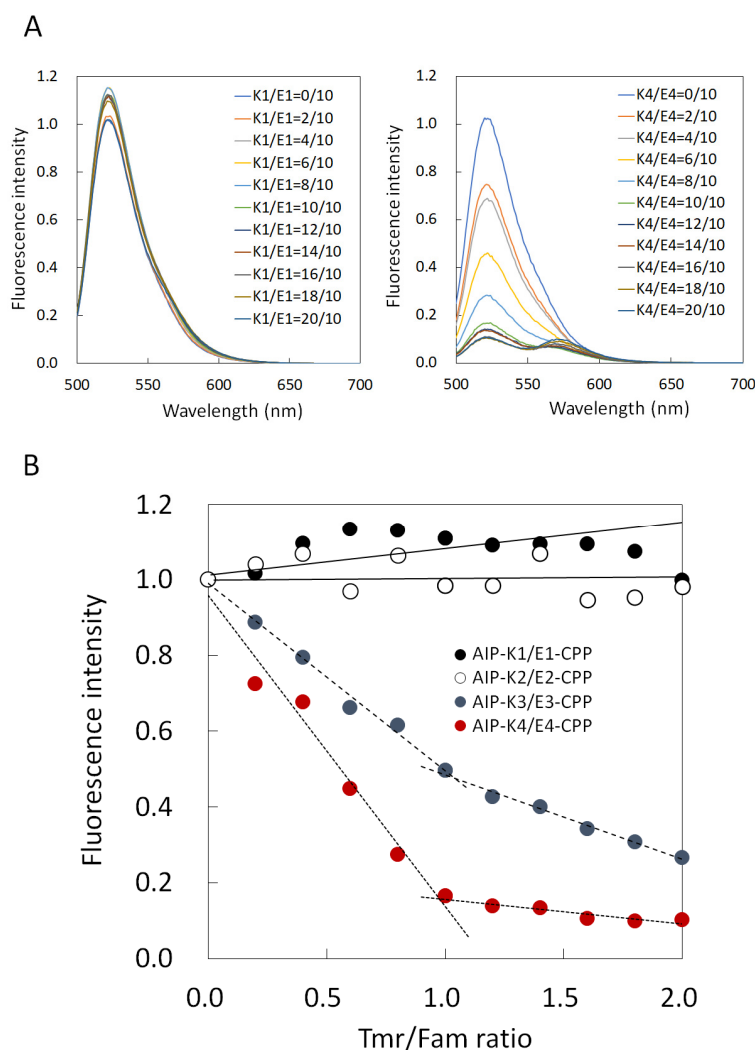 A
1.2
1.0
0.8
0.6
0.4
0.2
0.0
Fluorescence intensity
500
550
600
650
700
Wavelength (nm)
K1/E1=0/10
K1/E1=2/10
K1/E1=4/10
K1/E1=6/10
K1/E1=8/10
K1/E1=10/10
K1/E1=12/10
K1/E1=14/10
K1/E1=16/10
K1/E1=18/10
K1/E1=20/10
1.2
1.0
0.8
0.6
0.4
0.2
0.0
Fluorescence intensity
500
550
600
650
700
Wavelength (nm)
K4/E4=0/10
K4/E4=2/10
K4/E4=4/10
K4/E4=6/10
K4/E4=8/10
K4/E4=10/10
K4/E4=12/10
K4/E4=14/10
K4/E4=16/10
K4/E4=18/10
K4/E4=20/10
B
1.2
1.0
0.8
0.6
0.4
0.2
0.0
Fluorescence intensity
AIP-K1/E1-CPP
AIP-K2/E2-CPP
AIP-K3/E3-CPP
AIP-K4/E4-CPP
0.0
0.5
1.0
1.5
2.0
Tmr/Fam ratio